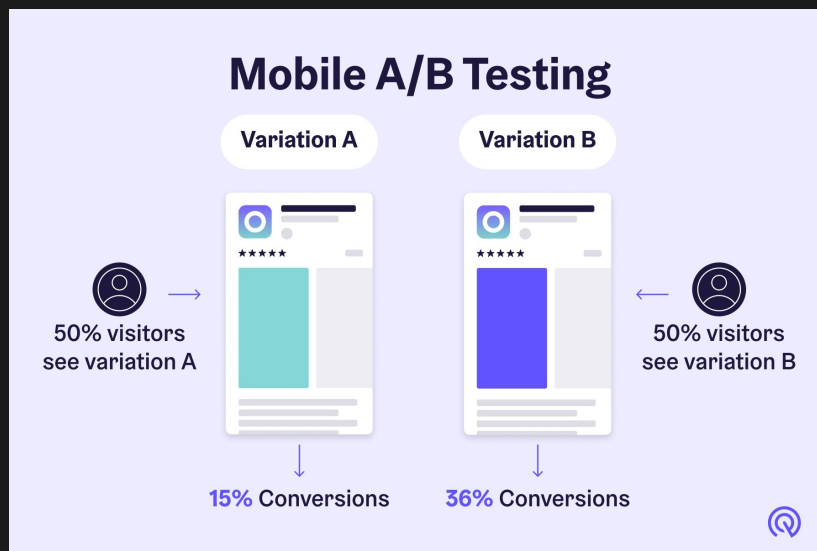 Mobile A/B Testing
Variation A
Variation B
50% visitors
see variation A
50% visitors
see variation B
15% Conversions
36% Conversions